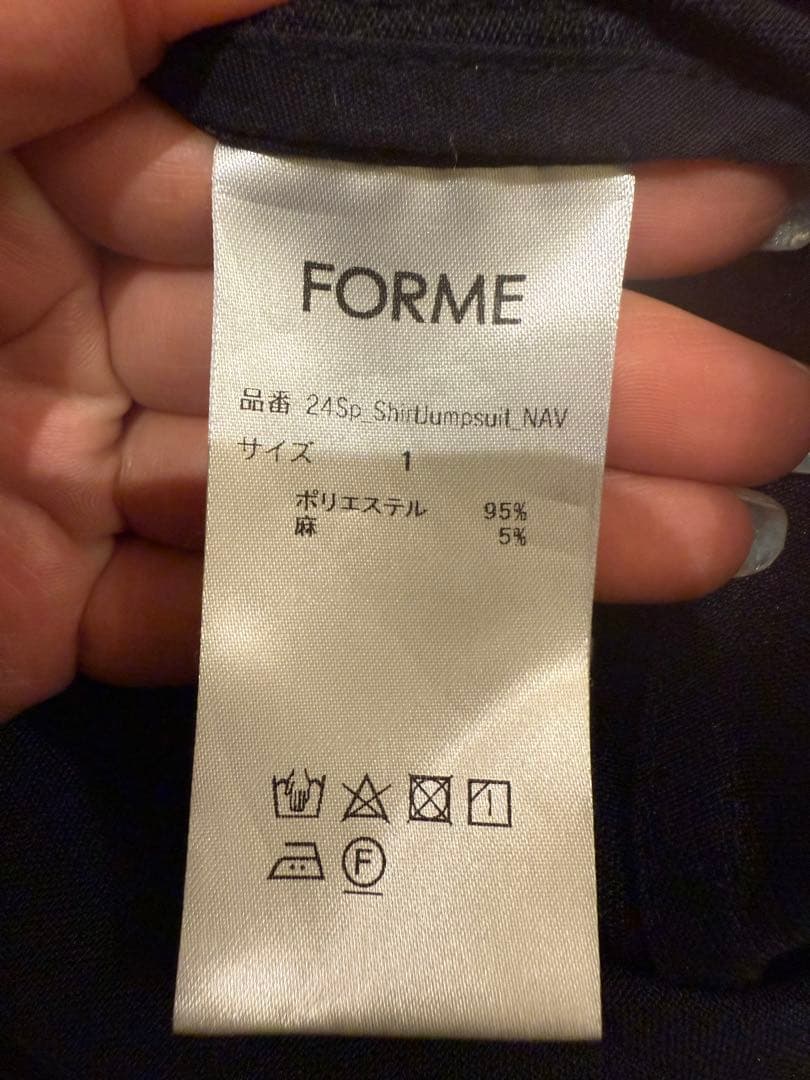 FORME
品番 24Sp_ShirtJumpsuit_NAV
サイズ 1
ポリエステル 95%
麻 5%
F